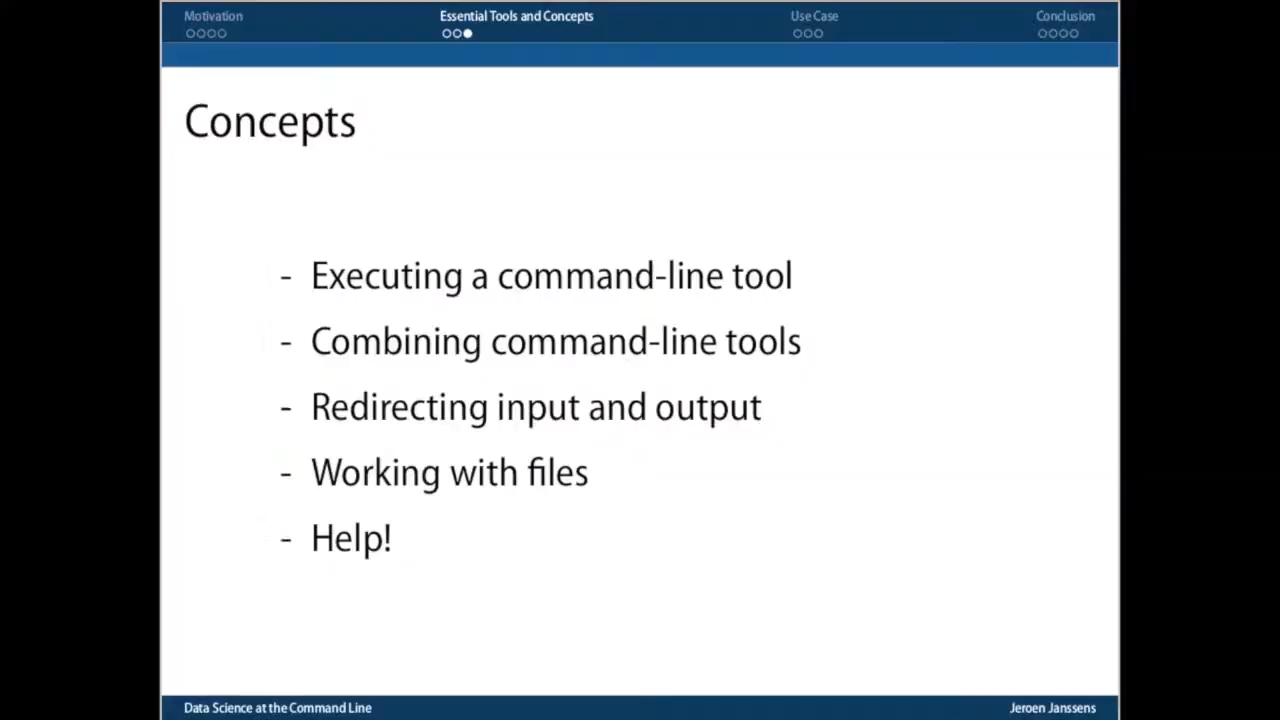 Motivation Essential Tools and Concepts Use Case Conclusion
Concepts
- Executing a command-line tool
- Combining command-line tools
- Redirecting input and output
- Working with files
- Help!
Data Science at the Command Line Jeroen Janssens